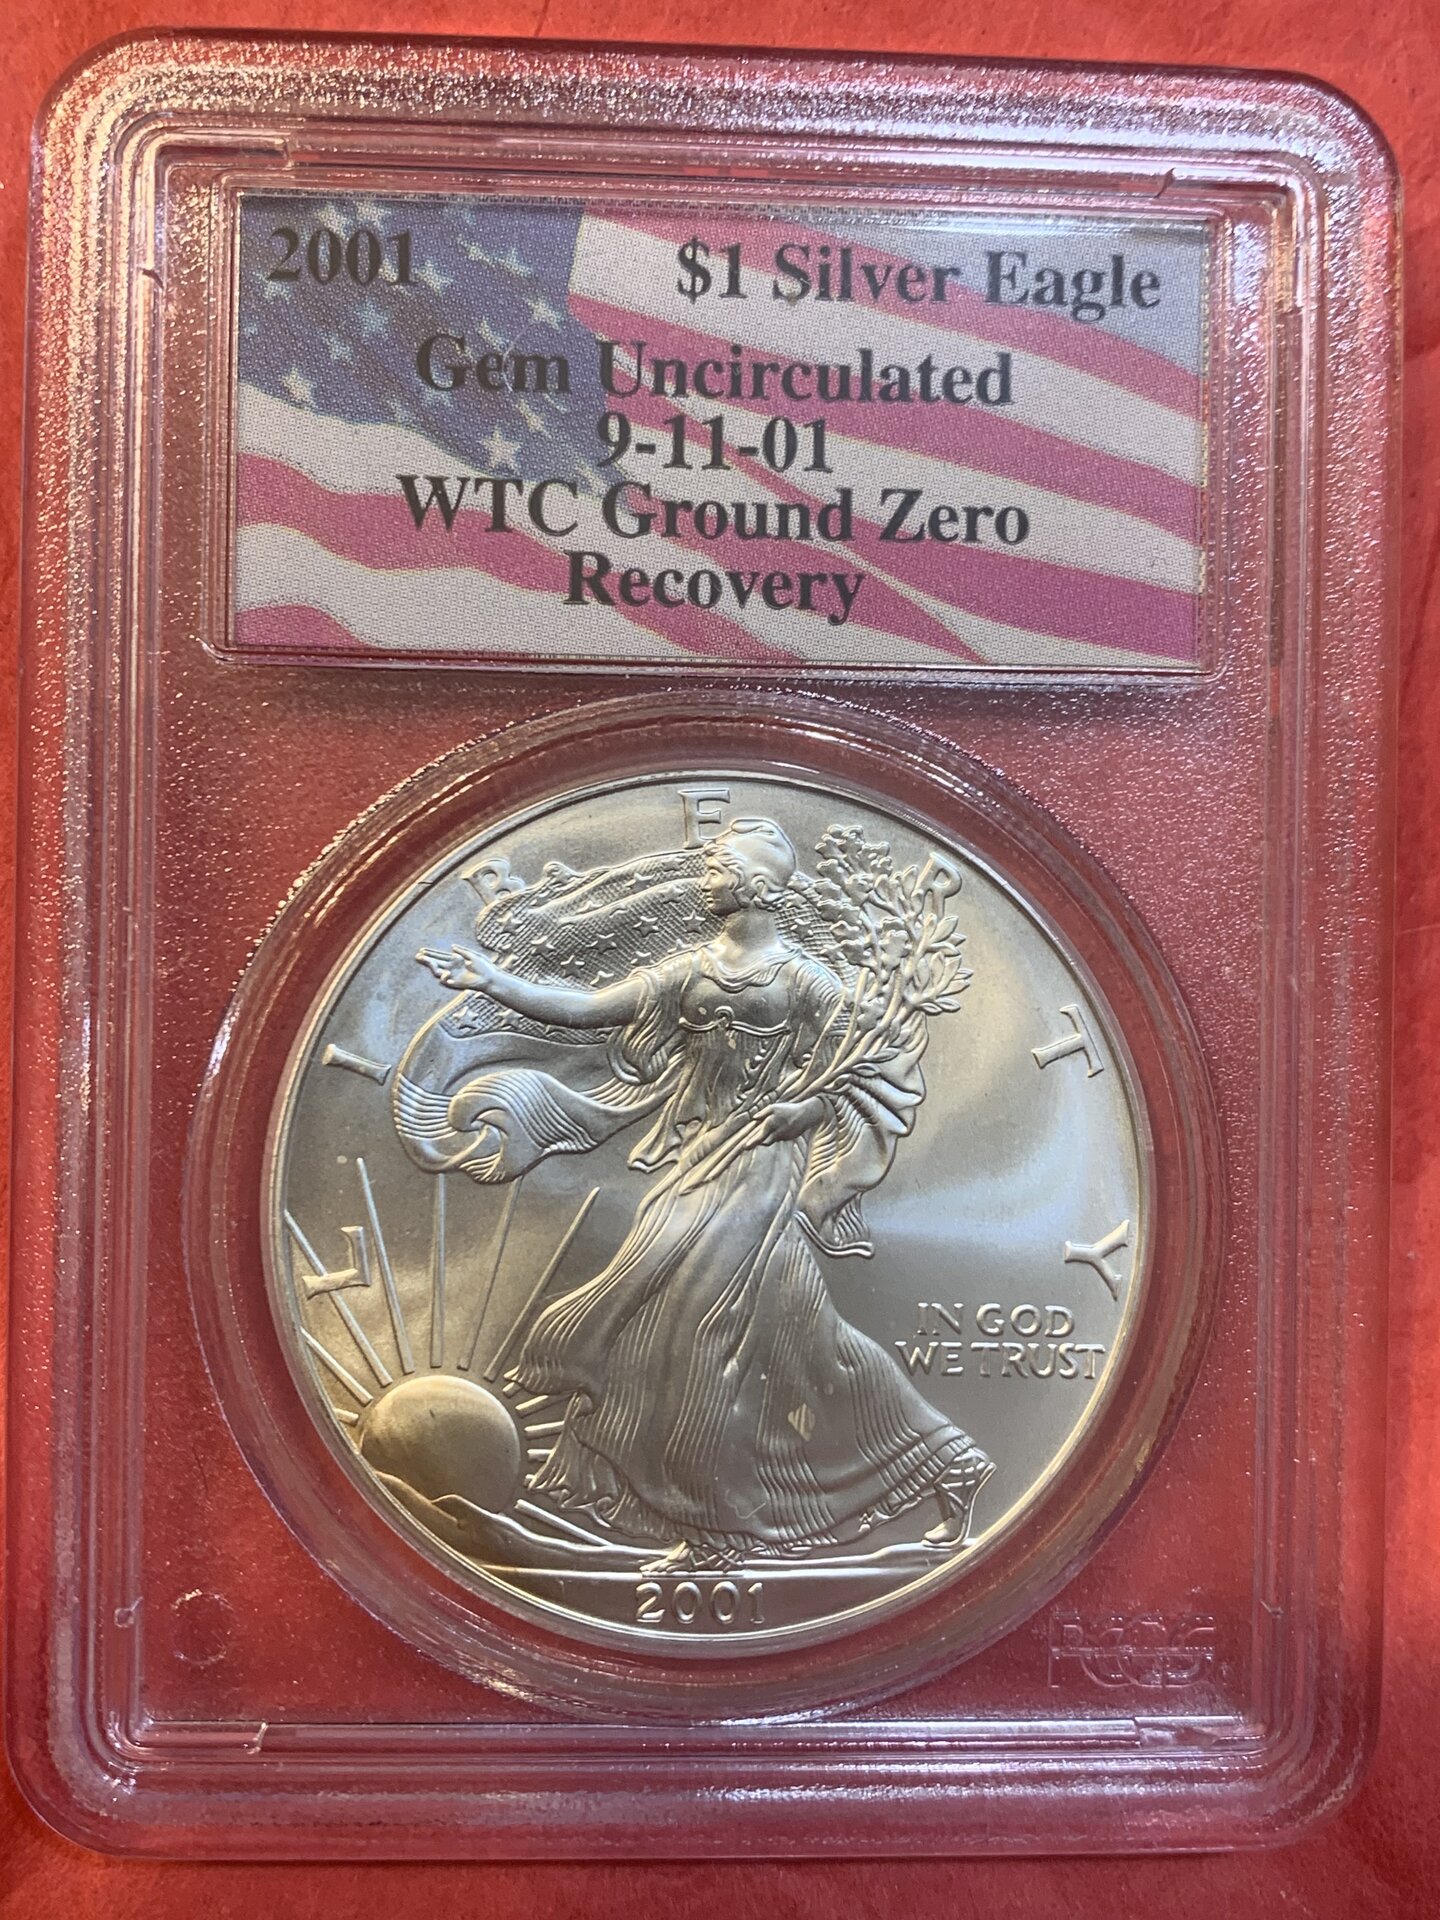 2001 $1 Silver Eagle
Gem Uncirculated
9-11-01
WTC Ground Zero
Recovery
LIBERTY
IN GOD
WE TRUST
2001
PCGS